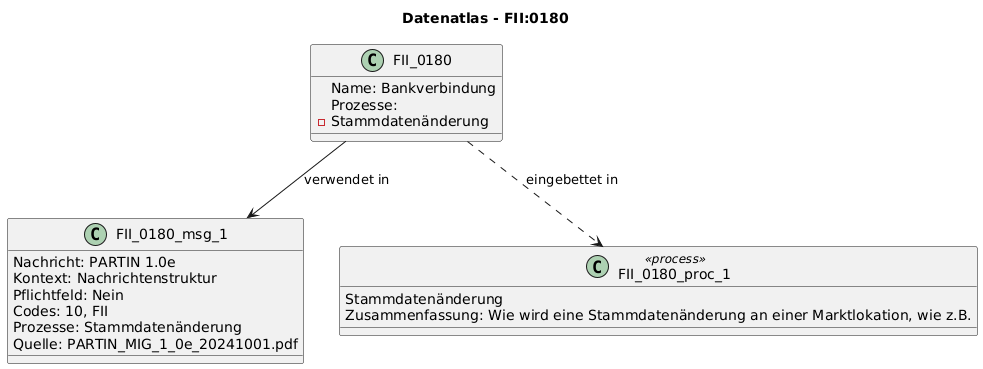 Datenatlas - FII:0180
C FII_0180
Name: Bankverbindung
Prozesse:
Stammdatenänderung
verwendet in
eingebettet in
C FII_0180_msg_1
Nachricht: PARTIN 1.0e
Kontext: Nachrichtenstruktur
Pflichtfeld: Nein
Codes: 10, FII
Prozesse: Stammdatenänderung
Quelle: PARTIN_MIG_1_0e_20241001.pdf
«process»
C FII_0180_proc_1
Stammdatenänderung
Zusammenfassung: Wie wird eine Stammdatenänderung an einer Marktlokation, wie z.B.